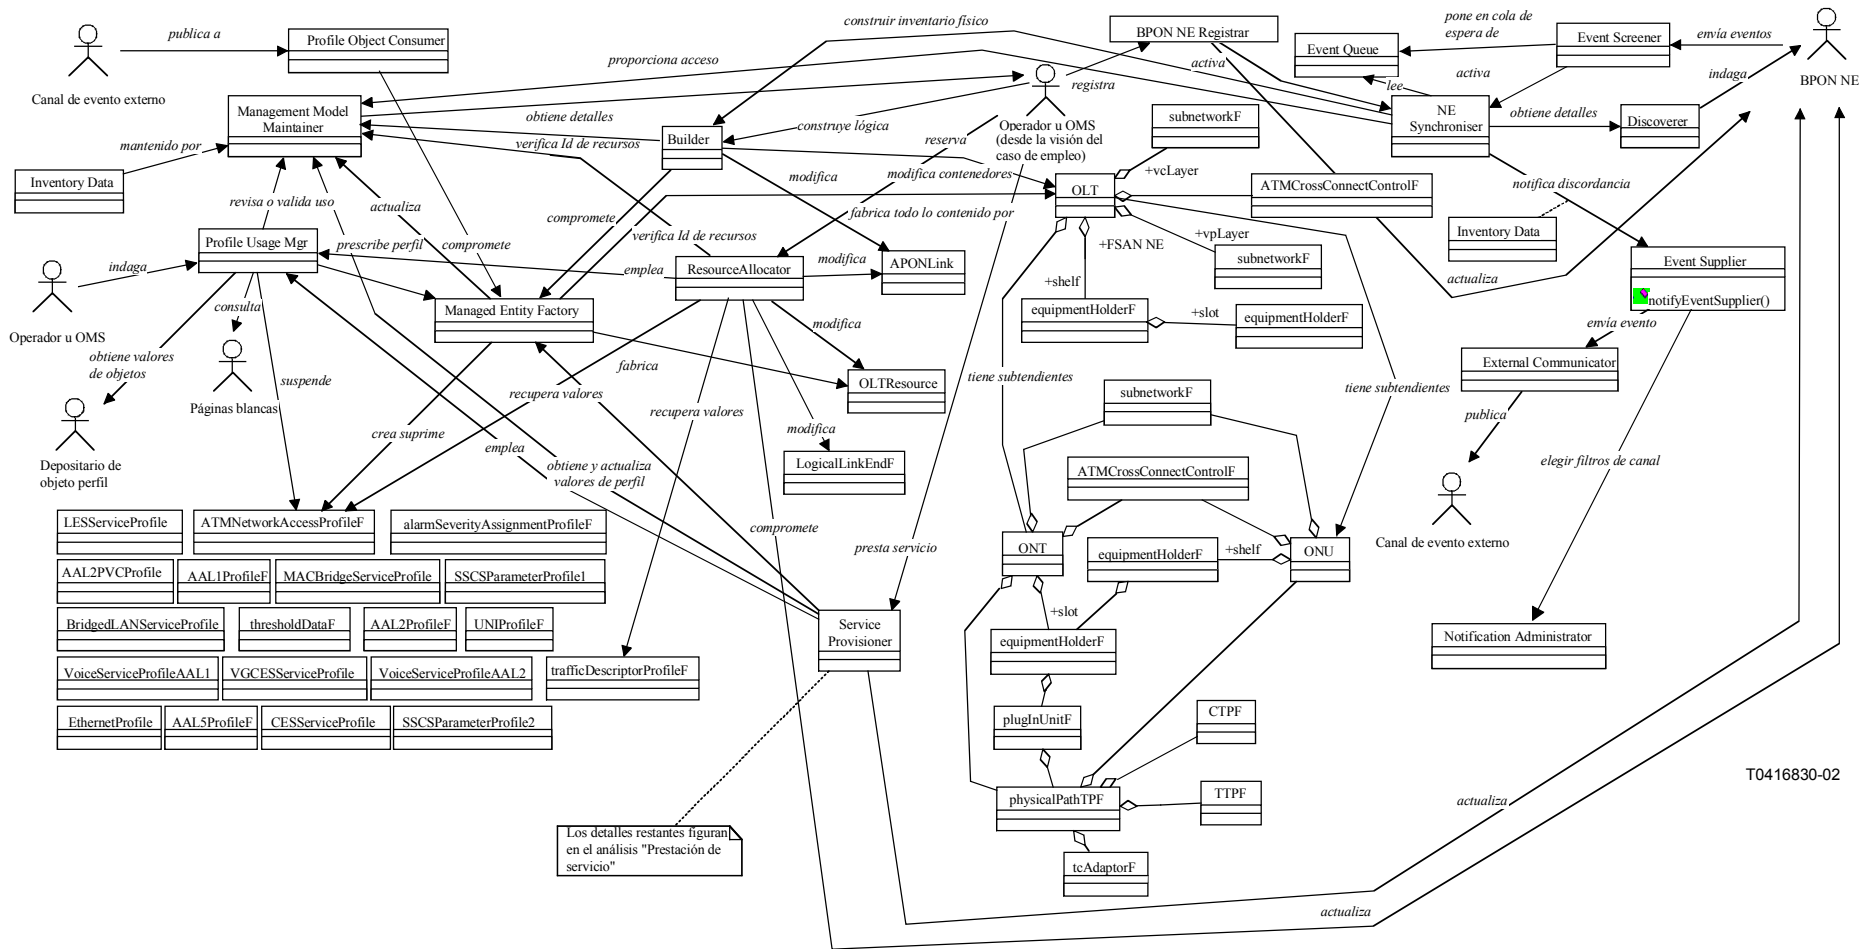 publica a
Profile Object Consumer
Canal de evento externo
construir inventario físico
BPON NE Registrar
pone en cola de
espera de
Event Queue
Event Screener
envía eventos
BPON NE
proporciona acceso
activa
activa
lee
indaga
registra
Management Model
Maintainer
obtiene detalles
Builder
construye lógica
Operador u OMS
(desde la visión del
caso de empleo)
subnetworkF
NE
Synchroniser
obtiene detalles
Discoverer
mantenido por
verifica Id de recursos
reserva
modifica contenedores
+vcLayer
Inventory Data
OLT
ATMCrossConnectControlF
notifica discordancia
modifica
revisa o valida uso
actualiza
compromete
fabrica todo lo contenido por
Inventory Data
Profile Usage Mgr
prescribe perfil
compromete
verifica Id de recursos
+FSAN NE
+vpLayer
subnetworkF
Event Supplier
notifyEventSupplier()
indaga
emplea
ResourceAllocator
modifica
APONLink
+shelf
actualiza
Operador u OMS
consulta
Managed Entity Factory
modifica
equipmentHolderF
+slot
equipmentHolderF
envía evento
obtiene valores
de objetos
Páginas blancas
suspende
fabrica
External Communicator
recupera valores
OLTResource
tiene subtendientes
tiene subtendientes
subnetworkF
recupera valores
publica
crea suprime
modifica
Depositario de
objeto perfil
emplea
obtiene y actualiza
valores de perfil
LogicalLinkEndF
ATMCrossConnectControlF
elegir filtros de canal
LESServiceProfile
ATMNetworkAccessProfileF
alarmSeverityAssignmentProfileF
compromete
presta servicio
ONT
equipmentHolderF
+shelf
ONU
Canal de evento externo
AAL2PVCProfile
AAL1ProfileF
MACBridgeServiceProfile
SSCSParameterProfile1
+slot
BridgedLANServiceProfile
thresholdDataF
AAL2ProfileF
UNIProfileF
Service
Provisioner
equipmentHolderF
Notification Administrator
VoiceServiceProfileAAL1
VGCESServiceProfile
VoiceServiceProfileAAL2
trafficDescriptorProfileF
EthernetProfile
AAL5ProfileF
CESServiceProfile
SSCSParameterProfile2
plugInUnitF
CTPF
T0416830-02
physicalPathTPF
TTPF
actualiza
Los detalles restantes figuran
en el análisis "Prestación de
servicio"
tcAdaptorF
actualiza